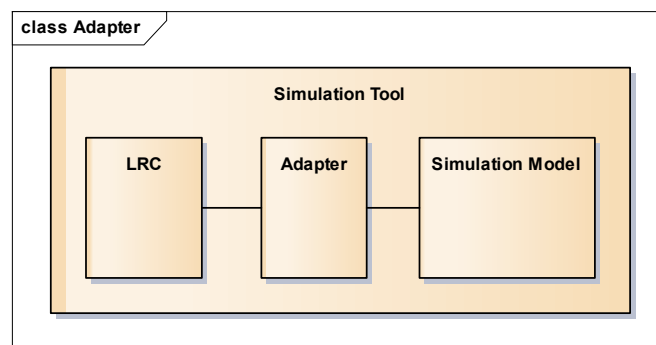 class Adapter
Simulation Tool
LRC
Adapter
Simulation Model